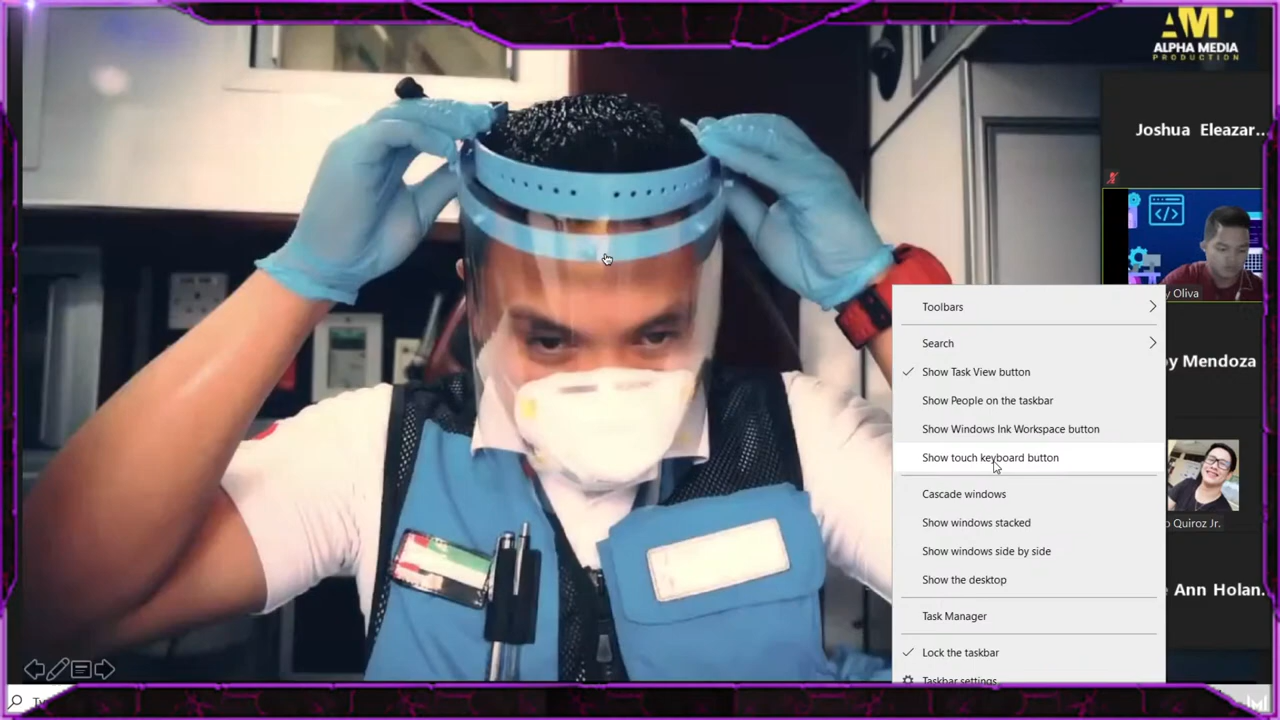 AMP
ALPHA MEDIA
PRODUCTION
Joshua Eleazar...
y Oliva
y Mendoza
o Quiroz Jr.
Ann Holan.
Toolbars
Search
Show Task View button
Show People on the taskbar
Show Windows Ink Workspace button
Show touch keyboard button
Cascade windows
Show windows stacked
Show windows side by side
Show the desktop
Task Manager
Lock the taskbar
Taskbar settings